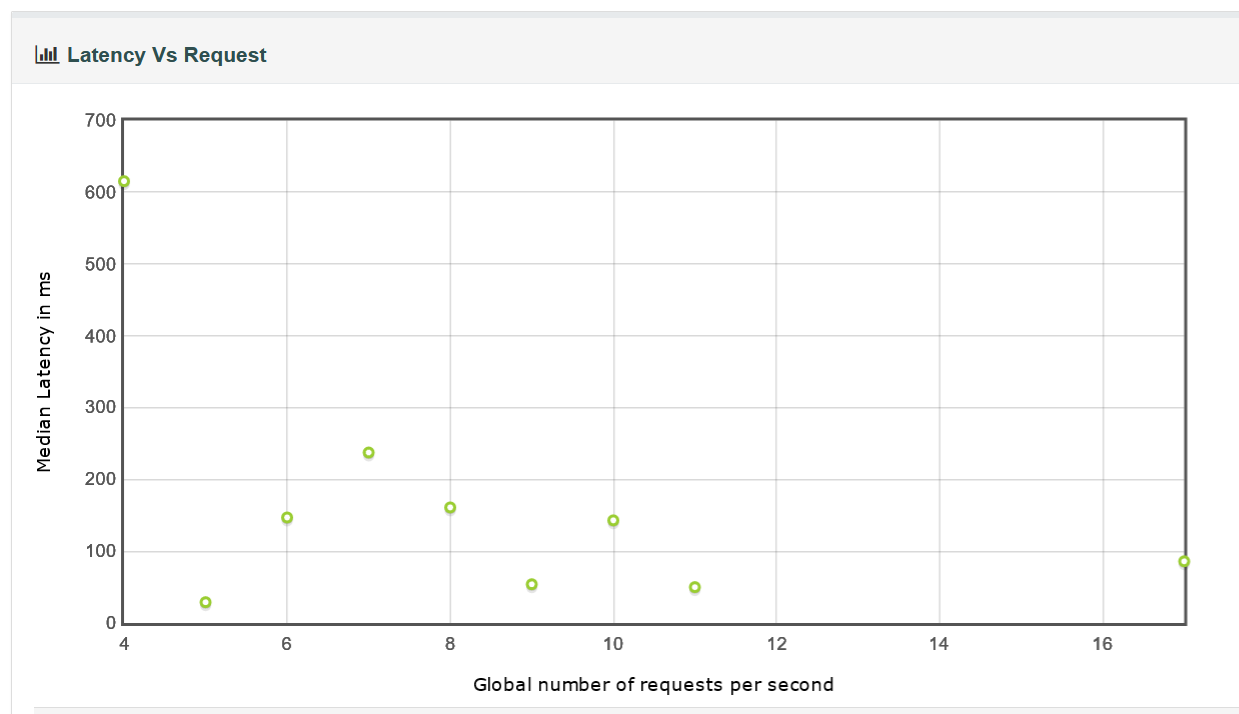 Latency Vs Request
700
600
500
400
300
200
100
0
Median Latency in ms
4 6 8 10 12 14 16
Global number of requests per second